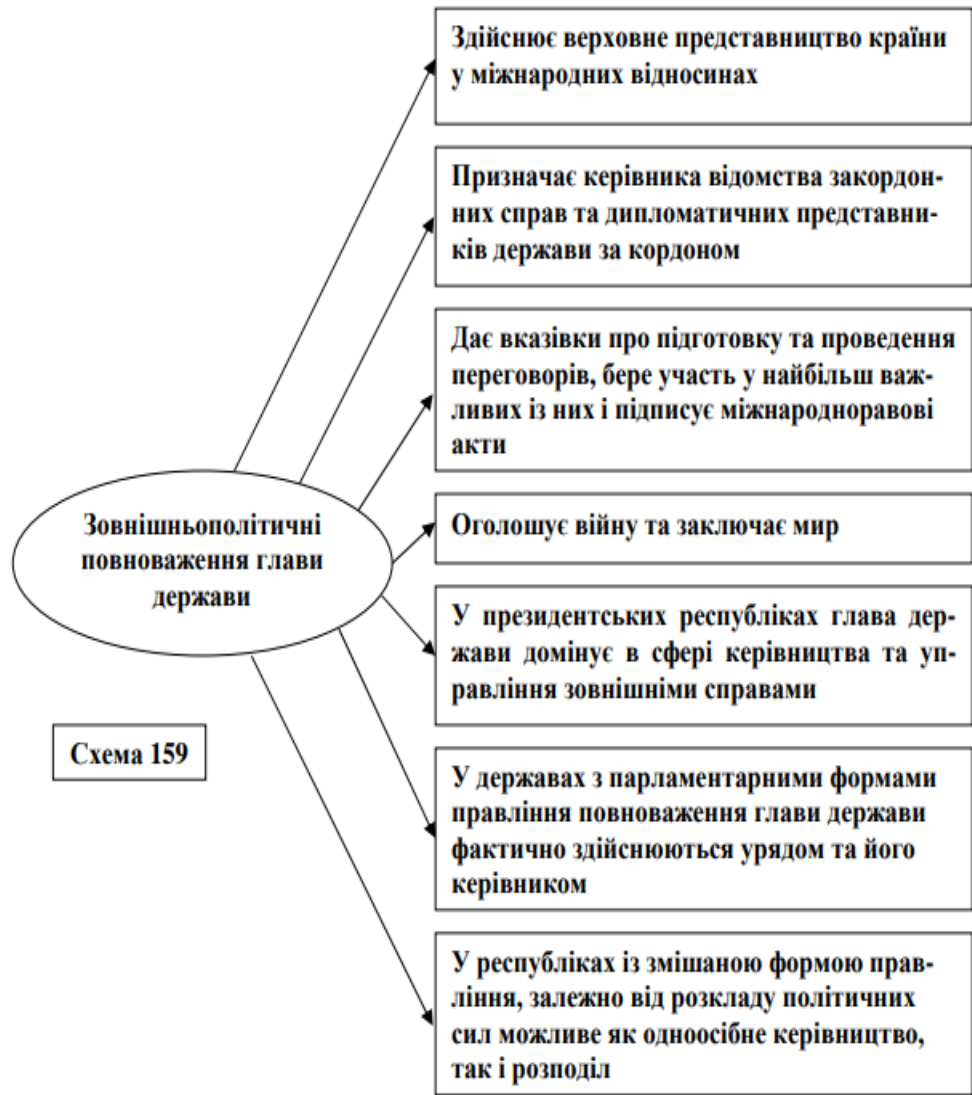 Здійснює верховне представництво країни
у міжнародних відносинах
Призначає керівника відомства закордон-
них справ та дипломатичних представни-
ків держави за кордоном
Дає вказівки про підготовку та проведення
переговорів, бере участь у найбільш важ-
ливих із них і підписує міжнародноравові
акти
Зовнішньополітичні
повноваження глави
держави
Оголошує війну та заключає мир
У президентських республіках глава дер-
жави домінує в сфері керівництва та уп-
равління зовнішніми справами
Схема 159
У державах з парламентарними формами
правління повноваження глави держави
фактично здійснюються урядом та його
керівником
У республіках із змішаною формою прав-
ління, залежно від розкладу політичних
сил можливе як одноосібне керівництво,
так і розподіл